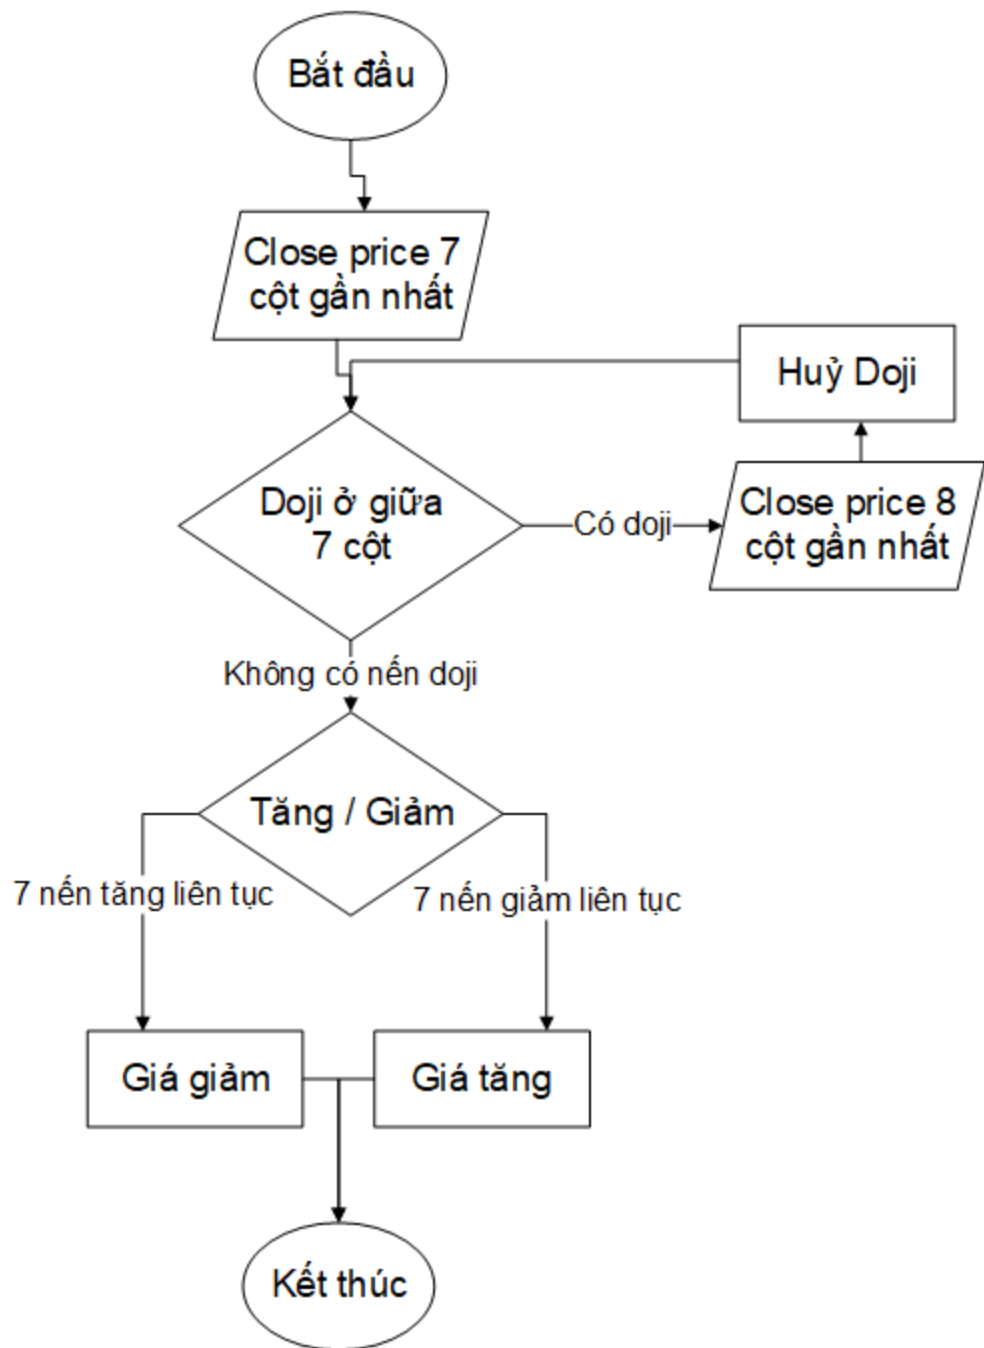 Bắt đầu
Close price 7
cột gần nhất
Huỷ Doji
Doji ở giữa
7 cột
Có doji
Close price 8
cột gần nhất
Không có nến doji
Tăng / Giảm
7 nến tăng liên tục
7 nến giảm liên tục
Giá giảm
Giá tăng
Kết thúc